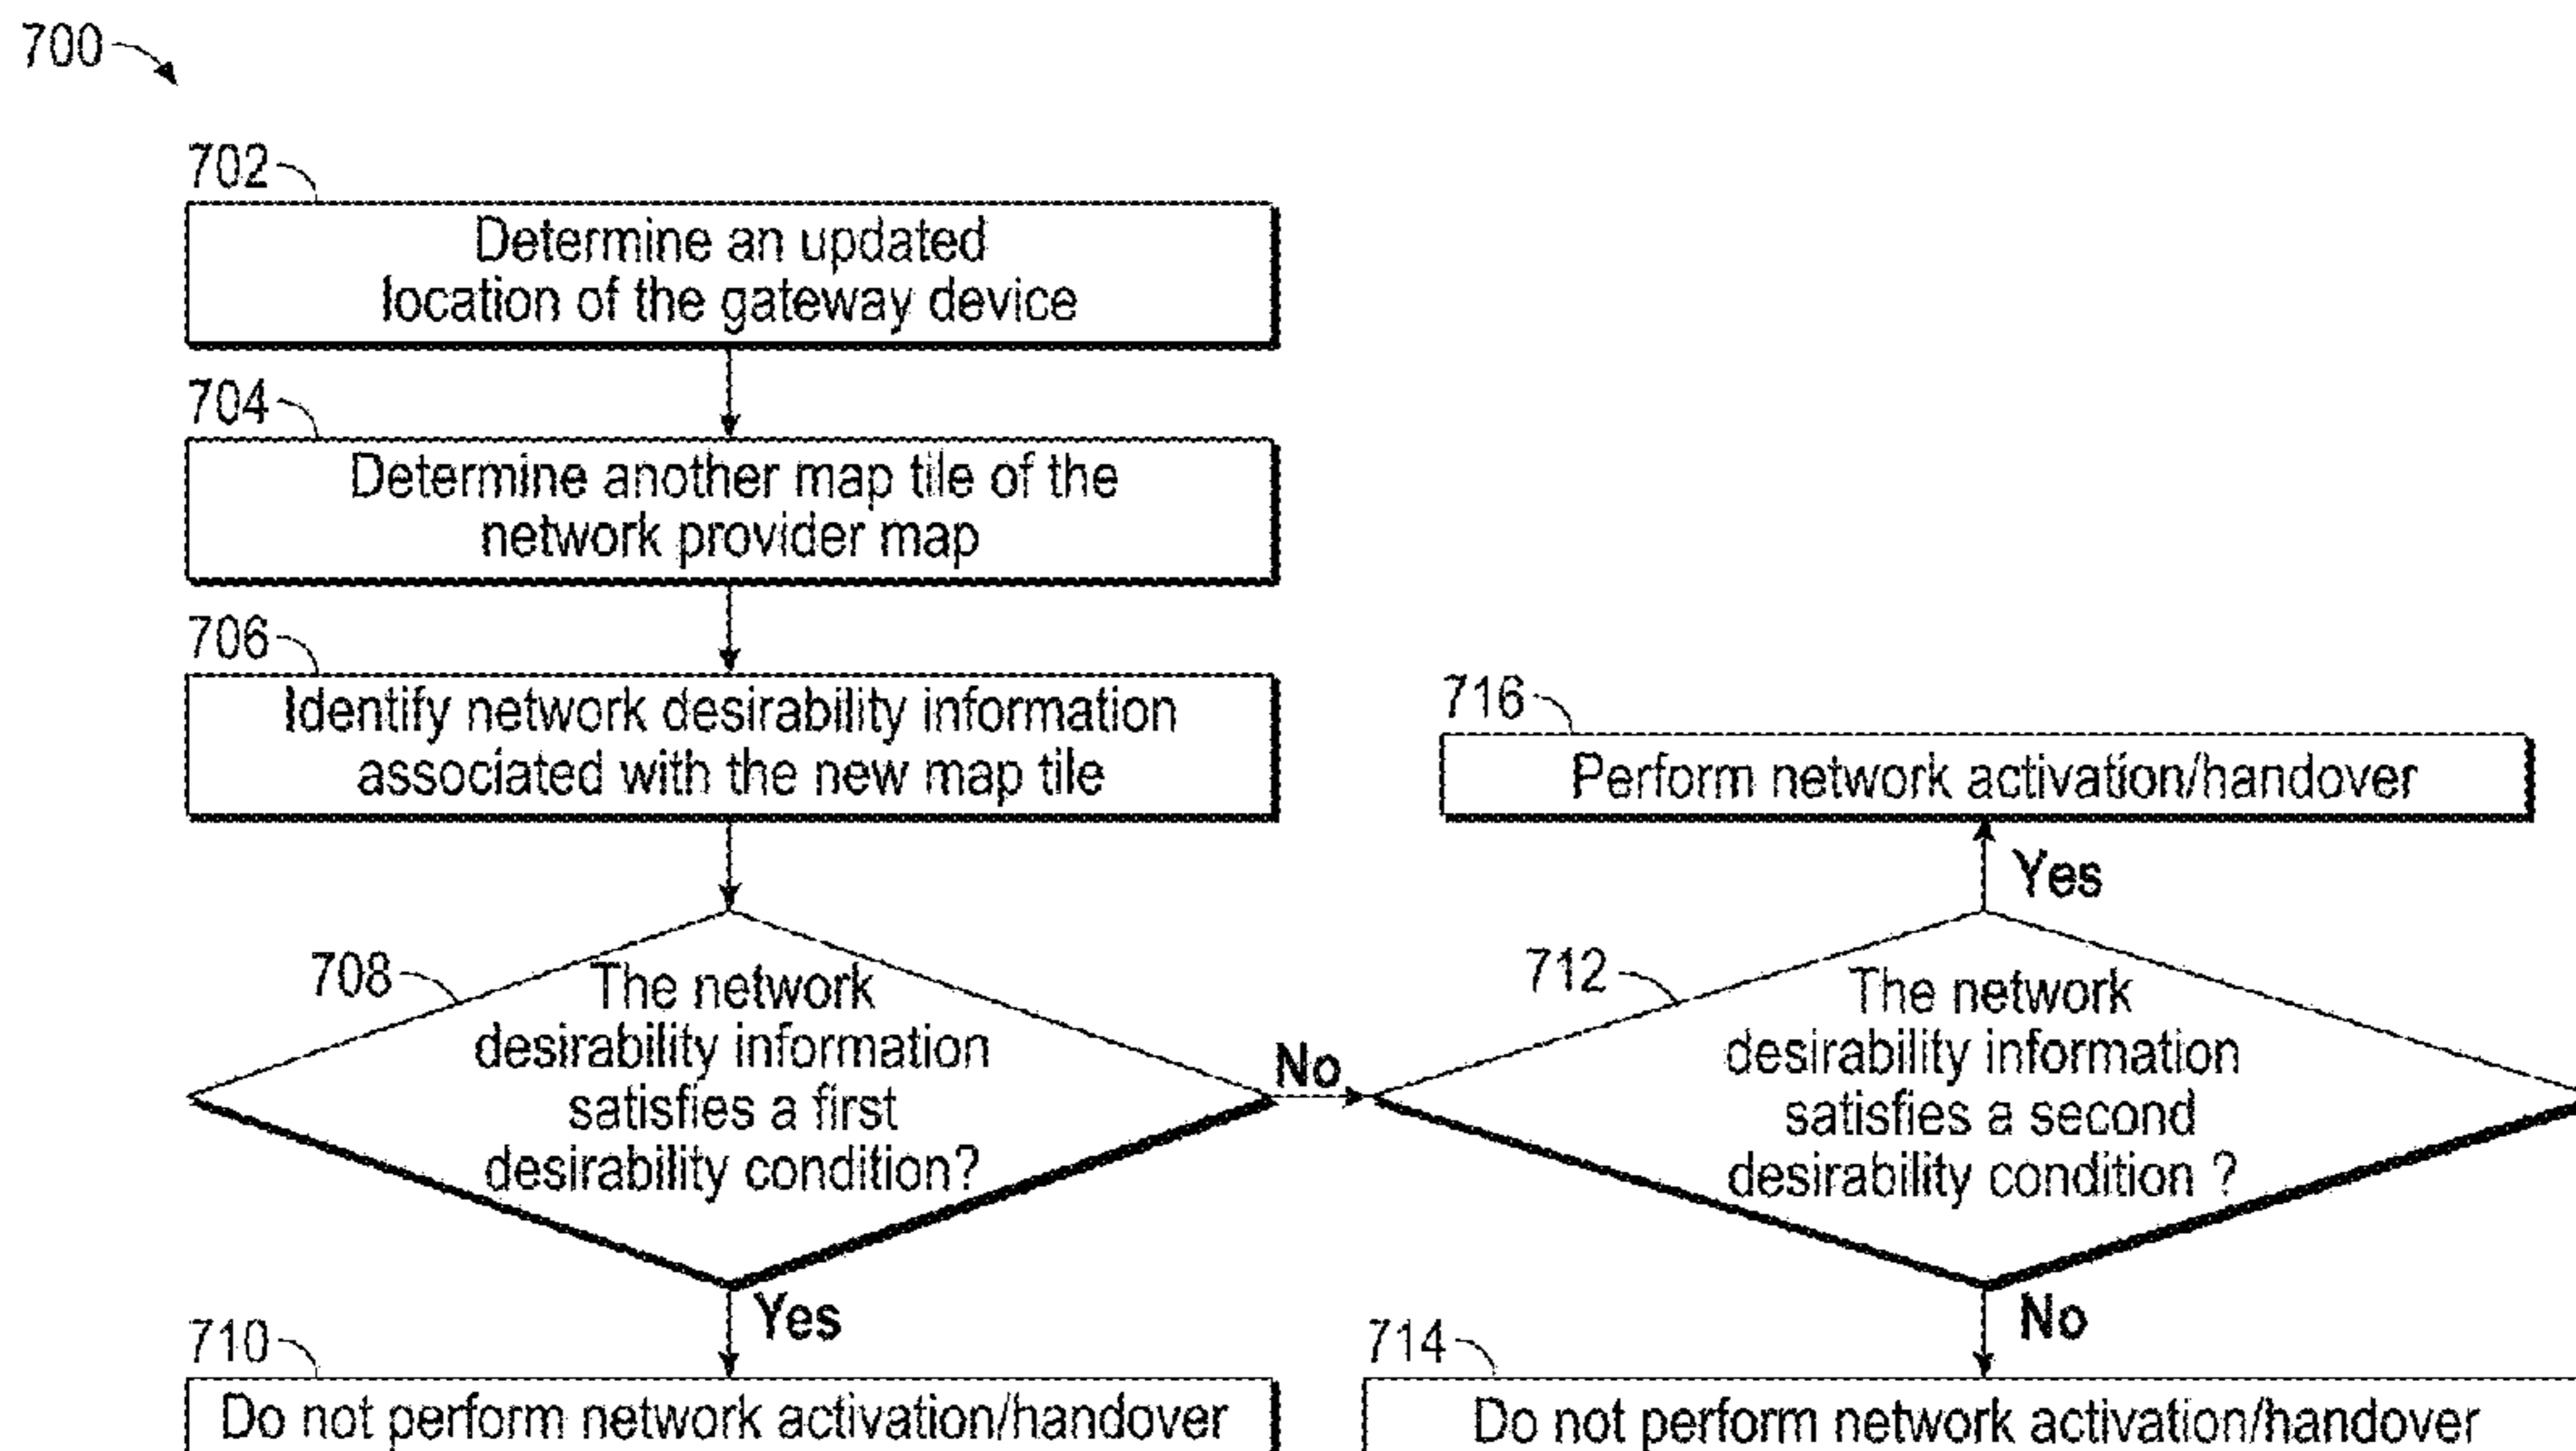 700
702
Determine an updated
location of the gateway device
704
Determine another map tile of the
network provider map
706
Identify network desirability information
associated with the new map tile
716
Perform network activation/handover
Yes
708
The network
desirability information
satisfies a first
desirability condition?
No
712
The network
desirability information
satisfies a second
desirability condition ?
Yes
No
710
Do not perform network activation/handover
714
Do not perform network activation/handover